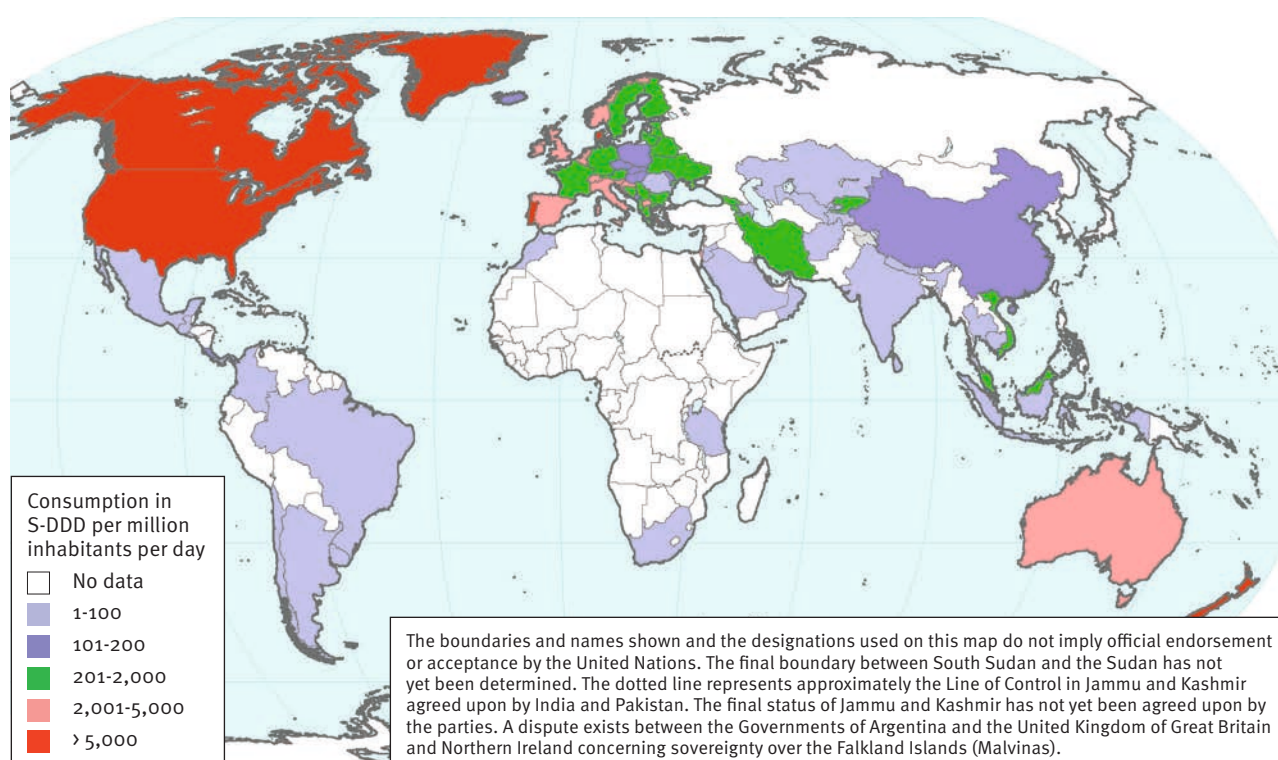 Consumption in
S-DDD per million
inhabitants per day
No data
1-100
101-200
201-2,000
2,001-5,000
> 5,000
The boundaries and names shown and the designations used on this map do not imply official endorsement
or acceptance by the United Nations. The final boundary between South Sudan and the Sudan has not
yet been determined. The dotted line represents approximately the Line of Control in Jammu and Kashmir
agreed upon by India and Pakistan. The final status of Jammu and Kashmir has not yet been agreed upon by
the parties. A dispute exists between the Governments of Argentina and the United Kingdom of Great Britain
and Northern Ireland concerning sovereignty over the Falkland Islands (Malvinas).